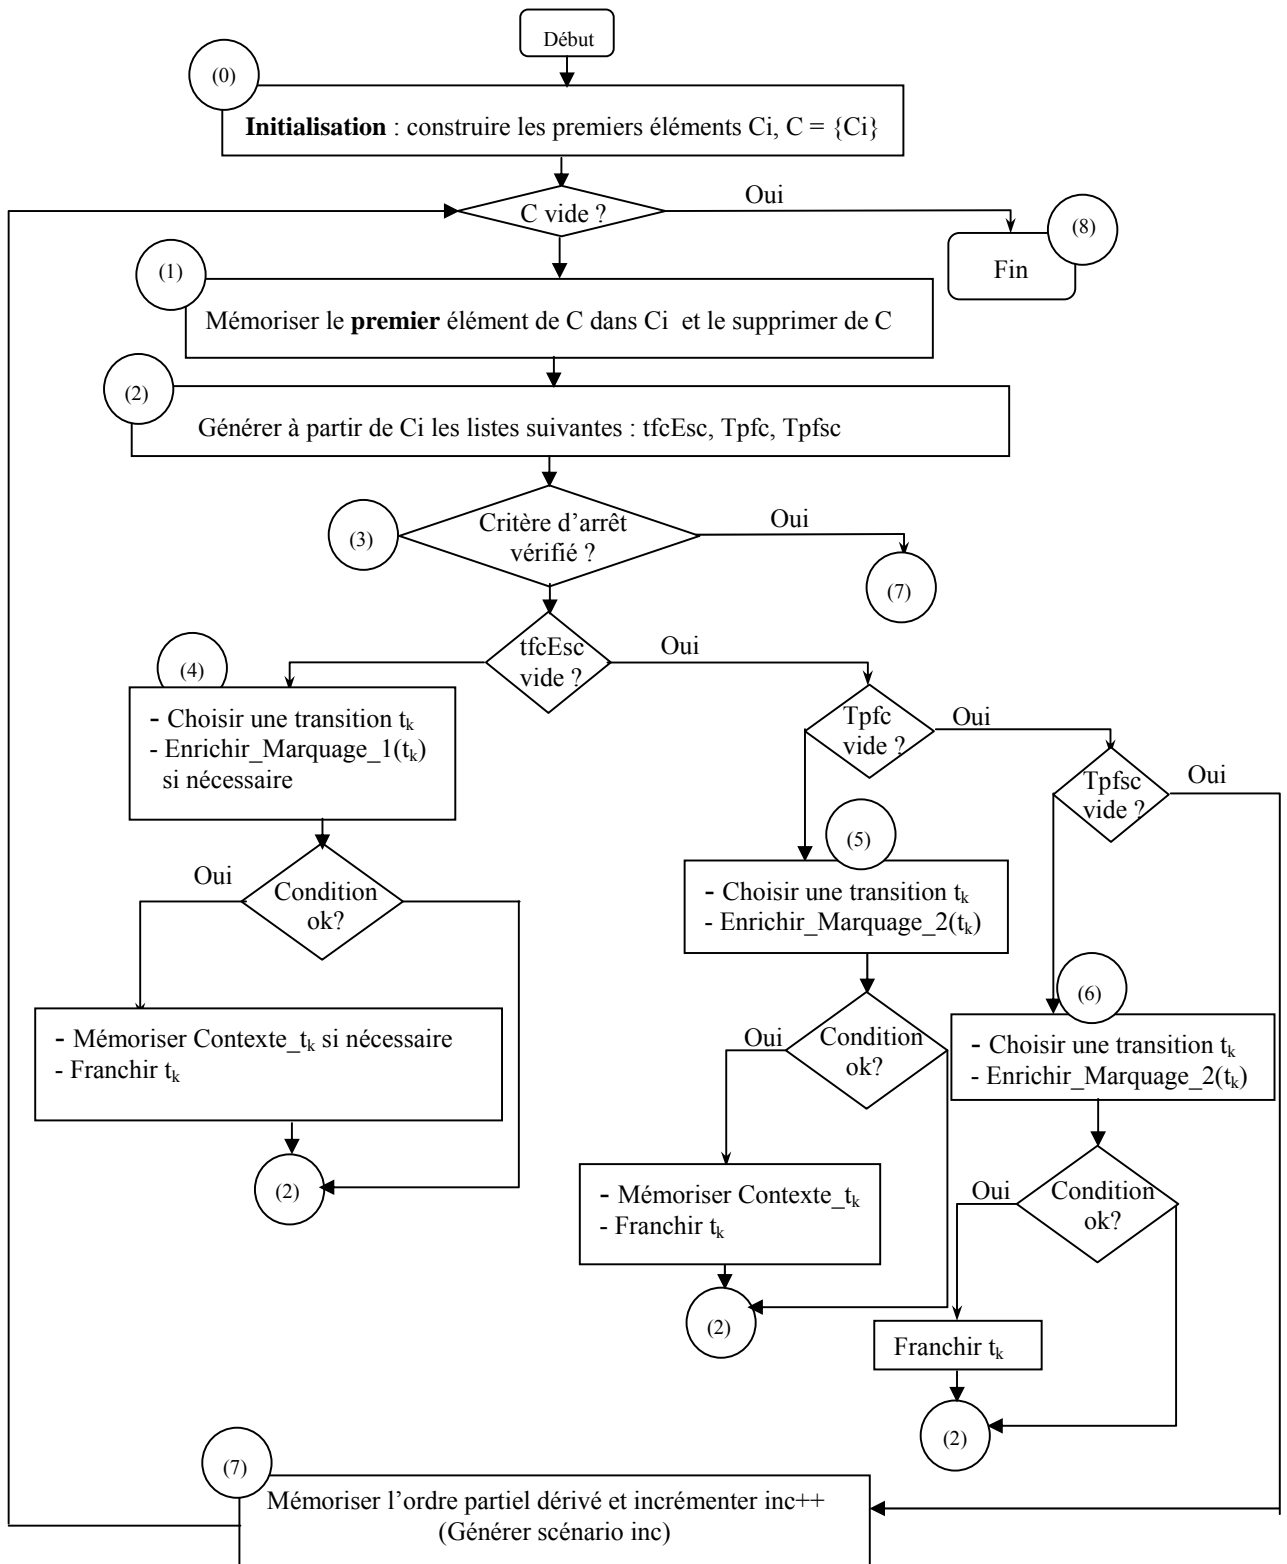 Début
(0)
Initialisation : construire les premiers éléments Ci, C = {Ci}
C vide ?
Oui
(8)
Fin
(1)
Mémoriser le premier élément de C dans Ci et le supprimer de C
(2)
Générer à partir de Ci les listes suivantes : tfcEsc, Tpfc, Tpfsc
(3)
Critère d’arrêt
vérifié ?
Oui
(7)
tfcEsc
vide ?
Oui
(4)
- Choisir une transition tk
- Enrichir_Marquage_1(tk)
si nécessaire
Tpfc
vide ?
Oui
Tpfsc
vide ?
Oui
Oui
Condition
ok?
(5)
- Choisir une transition tk
- Enrichir_Marquage_2(tk)
- Mémoriser Contexte_tk si nécessaire
- Franchir tk
(2)
Oui
Condition
ok?
(6)
- Choisir une transition tk
- Enrichir_Marquage_2(tk)
- Mémoriser Contexte_tk
- Franchir tk
(2)
Oui
Condition
ok?
Franchir tk
(2)
(7)
Mémoriser l’ordre partiel dérivé et incrémenter inc++
(Générer scénario inc)